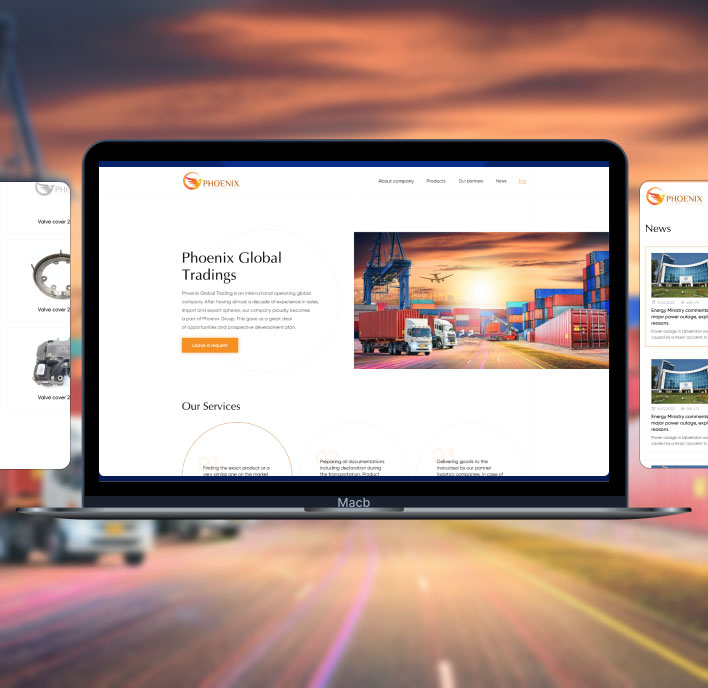 PHOENIX
About company
Products
Our partners
News
Eng
Phoenix Global
Tradings
Phoenix Global Trading is an international operating global
company. After having almost a decade of experience in sales,
import and export spheres, our company proudly becomes
a part of Phoenix Group. This gave us a great deal
of opportunities and prospective development plan.
Leave a request
Our Services
01
Finding the exact product or a
very similar one on the market
02
Preparing all documentations
including declaration during
the transportation. Product
03
Delivering goods to the
instructed by our partner
logistics companies. In case of
Macb
PH
Valve cover 2
Valve cover 2
Valve cover 2
PHOENIX
News
Energy Ministry comments
major power outage, expl
reasons
Power outage in Uzbekistan wa
caused by a major accident in
Energy Ministry comments
major power outage, expl
reasons
Power outage in Uzbekistan wa
caused by a major accident in